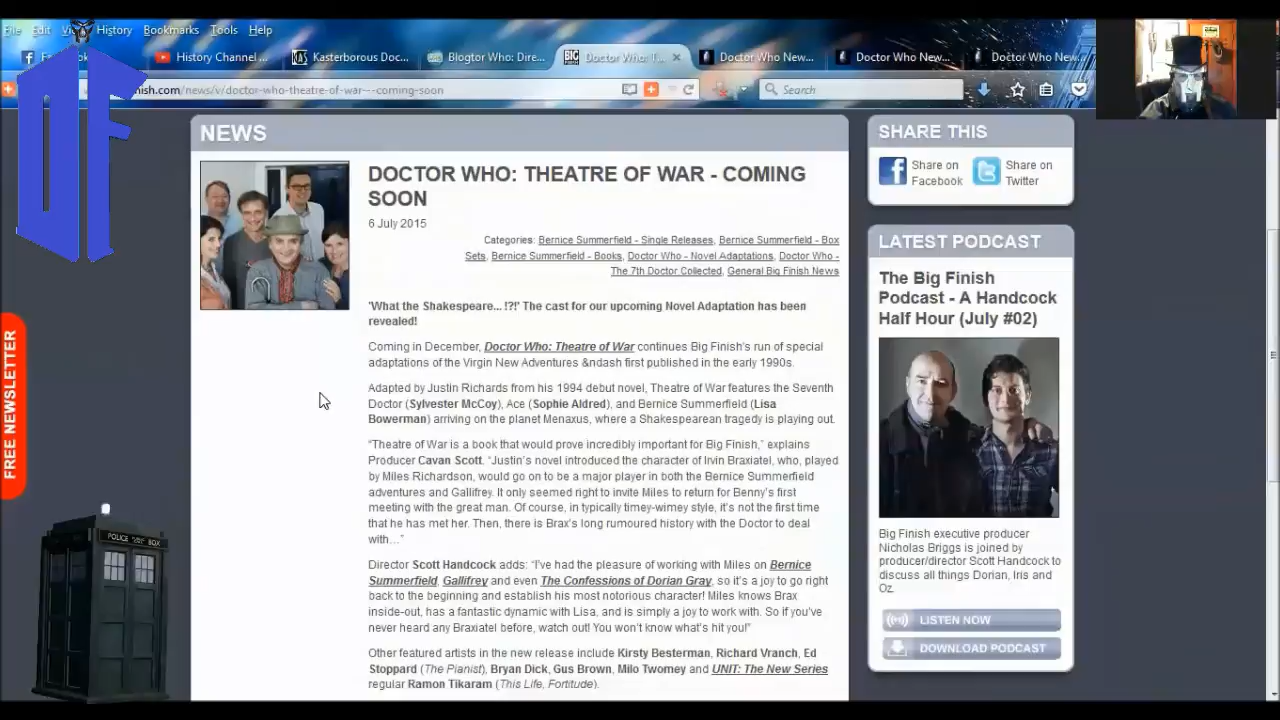 File Edit Vi History Bookmarks Tools Help
History Channel ...
Kasterborous Doc...
Blogtor Who: Dire...
BIG
Doctor Who: T...
Doctor Who New...
Doctor Who New...
Doctor Who New...
nish.com/news/v/doctor-who-theatre-of-war---coming-soon
Search
DF
NEWS
DOCTOR WHO: THEATRE OF WAR - COMING
SOON
6 July 2015
Categories: Bernice Summerfield - Single Releases, Bernice Summerfield - Box
Sets, Bernice Summerfield - Books, Doctor Who - Novel Adaptations, Doctor Who -
The 7th Doctor Collected, General Big Finish News
'What the Shakespeare... !?!' The cast for our upcoming Novel Adaptation has been
revealed!
Coming in December, Doctor Who: Theatre of War continues Big Finish's run of special
adaptations of the Virgin New Adventures &ndash first published in the early 1990s.
Adapted by Justin Richards from his 1994 debut novel, Theatre of War features the Seventh
Doctor (Sylvester McCoy), Ace (Sophie Aldred), and Bernice Summerfield (Lisa
Bowerman) arriving on the planet Menaxus, where a Shakespearean tragedy is playing out.
“Theatre of War is a book that would prove incredibly important for Big Finish,” explains
Producer Cavan Scott. “Justin's novel introduced the character of Irvin Braxiatel, who, played
by Miles Richardson, would go on to be a major player in both the Bernice Summerfield
adventures and Gallifrey. It only seemed right to invite Miles to return for Benny's first
meeting with the great man. Of course, in typically timey-wimey style, it's not the first time
that he has met her. Then, there is Brax's long rumoured history with the Doctor to deal
with…”
Director Scott Handcock adds: “I've had the pleasure of working with Miles on Bernice
Summerfield, Gallifrey and even The Confessions of Dorian Gray, so it's a joy to go right
back to the beginning and establish his most notorious character! Miles knows Brax
inside-out, has a fantastic dynamic with Lisa, and is simply a joy to work with. So if you've
never heard any Braxiatel before, watch out! You won't know what's hit you!”
Other featured artists in the new release include Kirsty Besterman, Richard Vranch, Ed
Stoppard (The Pianist), Bryan Dick, Gus Brown, Milo Twomey and UNIT: The New Series
regular Ramon Tikaram (This Life, Fortitude).
SHARE THIS
Share on
Facebook
Share on
Twitter
LATEST PODCAST
The Big Finish
Podcast - A Handcock
Half Hour (July #02)
Big Finish executive producer
Nicholas Briggs is joined by
producer/director Scott Handcock to
discuss all things Dorian, Iris and
Oz.
LISTEN NOW
DOWNLOAD PODCAST
FREE NEWSLETTER
POLICE BOX